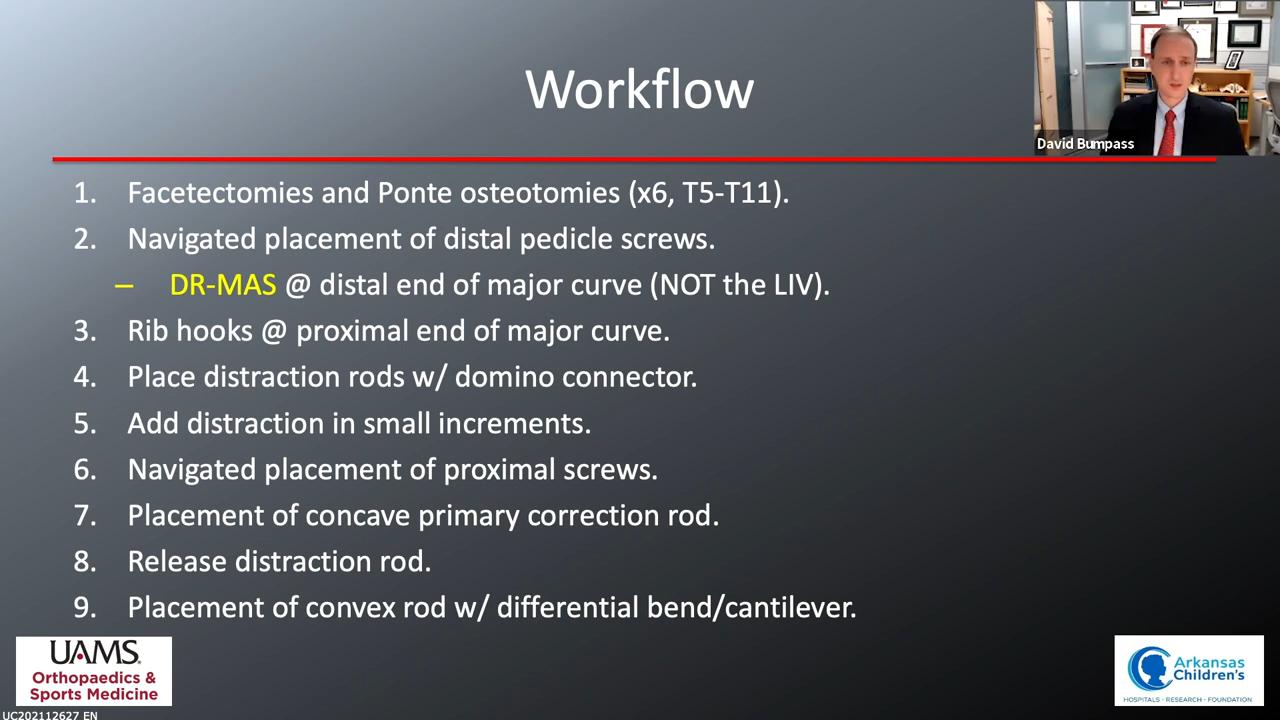 Workflow
David Bumpass
1. Facetectomies and Ponte osteotomies (x6, T5-T11).
2. Navigated placement of distal pedicle screws.
– DR-MAS @ distal end of major curve (NOT the LIV).
3. Rib hooks @ proximal end of major curve.
4. Place distraction rods w/ domino connector.
5. Add distraction in small increments.
6. Navigated placement of proximal screws.
7. Placement of concave primary correction rod.
8. Release distraction rod.
9. Placement of convex rod w/ differential bend/cantilever.
UAMS®
Orthopaedics &
Sports Medicine
Arkansas
Children's
HOSPITALS • RESEARCH • FOUNDATION
UC202112627 EN